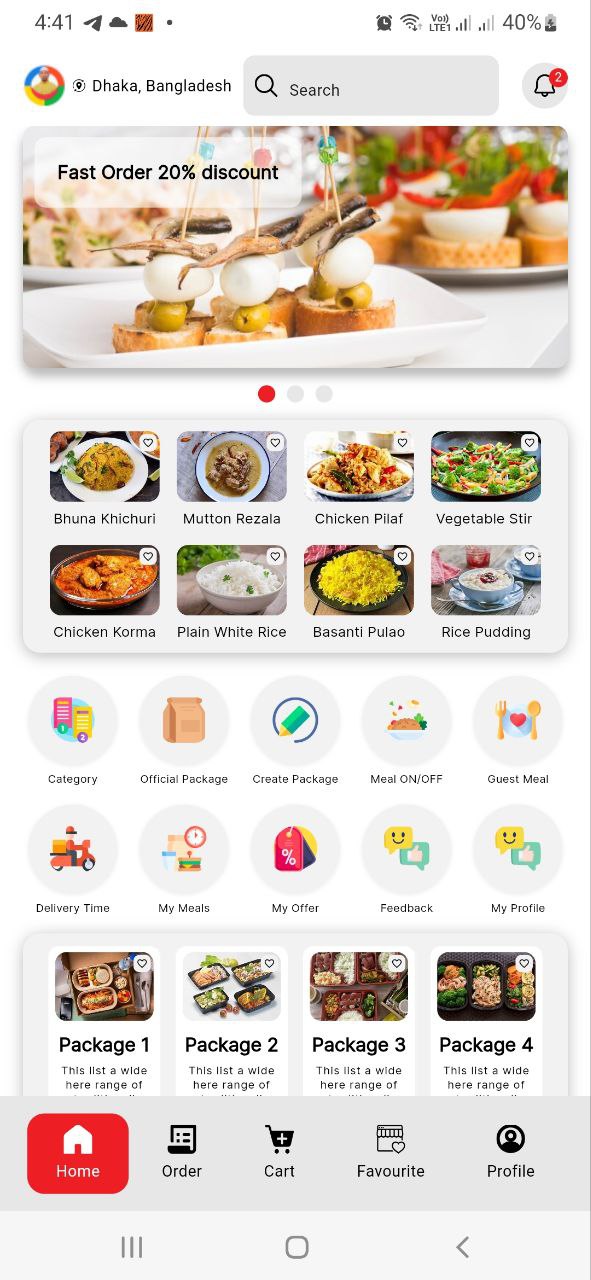 4:41
Vo))
LTE1
40%
Dhaka, Bangladesh
Search
2
Fast Order 20% discount
Bhuna Khichuri
Mutton Rezala
Chicken Pilaf
Vegetable Stir
Chicken Korma
Plain White Rice
Basanti Pulao
Rice Pudding
1
2
Category
Official Package
Create Package
Meal ON/OFF
Guest Meal
%
Delivery Time
My Meals
My Offer
Feedback
My Profile
Package 1
Package 2
Package 3
Package 4
This list a wide
This list a wide
This list a wide
This list a wide
here range of
here range of
here range of
here range of
Home
Order
Cart
Favourite
Profile